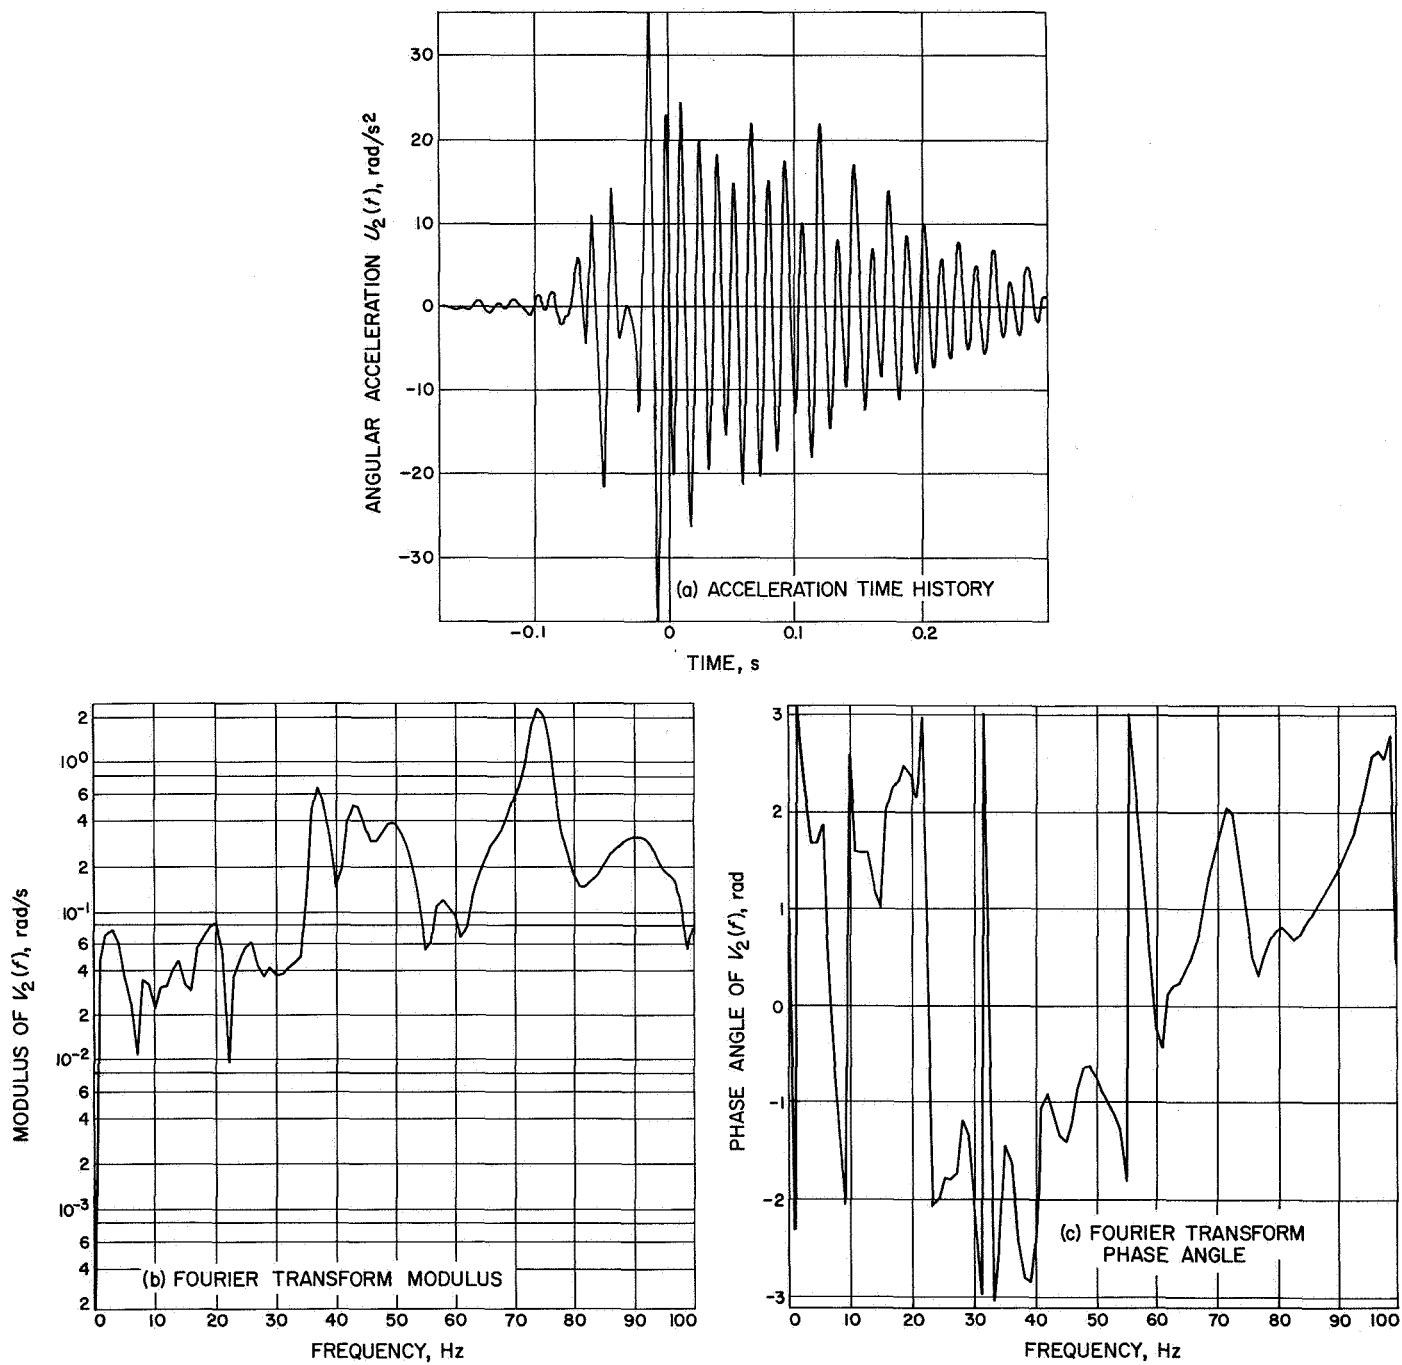 ANGULAR ACCELERATION U₂(t), rad/s²
30
20
10
0
-10
-20
-30
(a) ACCELERATION TIME HISTORY
-0.1 0 0.1 0.2
TIME, s
MODULUS OF V₂(f), rad/s
2
10⁰
6
4
2
10⁻¹
6
4
2
10⁻²
6
4
2
10⁻³
6
4
2
(b) FOURIER TRANSFORM MODULUS
0 10 20 30 40 50 60 70 80 90 100
FREQUENCY, Hz
PHASE ANGLE OF V₂(f), rad
3
2
1
0
-1
-2
-3
(c) FOURIER TRANSFORM
PHASE ANGLE
0 10 20 30 40 50 60 70 80 90 100
FREQUENCY, Hz